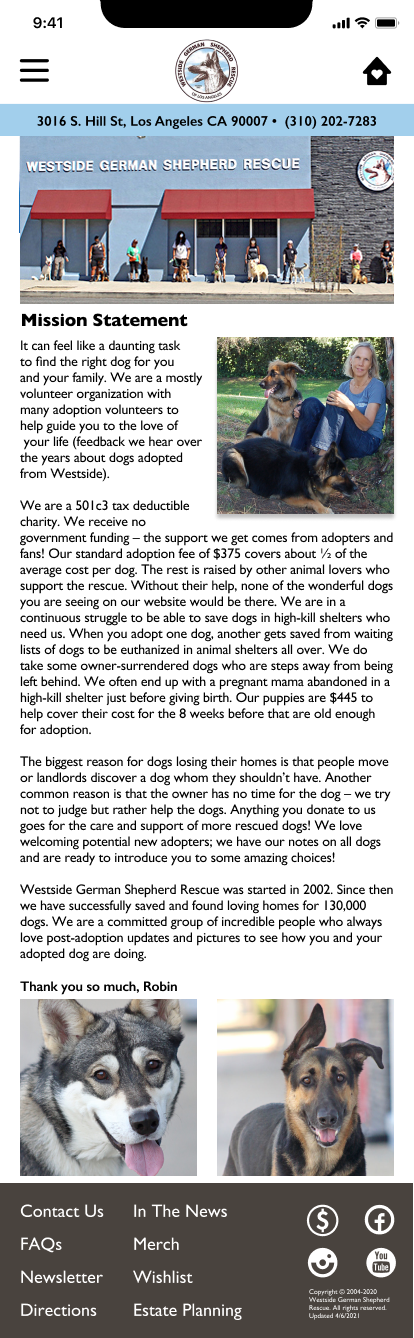 9:41
WESTSIDE GERMAN SHEPHERD RESCUE
OF LOS ANGELES
3016 S. Hill St, Los Angeles CA 90007 • (310) 202-7283
WESTSIDE GERMAN SHEPHERD RESCUE
Mission Statement
It can feel like a daunting task
to find the right dog for you
and your family. We are a mostly
volunteer organization with
many adoption volunteers to
help guide you to the love of
your life (feedback we hear over
the years about dogs adopted
from Westside).
We are a 501c3 tax deductible
charity. We receive no
government funding – the support we get comes from adopters and
fans! Our standard adoption fee of $375 covers about ½ of the
average cost per dog. The rest is raised by other animal lovers who
support the rescue. Without their help, none of the wonderful dogs
you are seeing on our website would be there. We are in a
continuous struggle to be able to save dogs in high-kill shelters who
need us. When you adopt one dog, another gets saved from waiting
lists of dogs to be euthanized in animal shelters all over. We do
take some owner-surrendered dogs who are steps away from being
left behind. We often end up with a pregnant mama abandoned in a
high-kill shelter just before giving birth. Our puppies are $445 to
help cover their cost for the 8 weeks before that are old enough
for adoption.
The biggest reason for dogs losing their homes is that people move
or landlords discover a dog whom they shouldn’t have. Another
common reason is that the owner has no time for the dog – we try
not to judge but rather help the dogs. Anything you donate to us
goes for the care and support of more rescued dogs! We love
welcoming potential new adopters; we have our notes on all dogs
and are ready to introduce you to some amazing choices!
Westside German Shepherd Rescue was started in 2002. Since then
we have successfully saved and found loving homes for 130,000
dogs. We are a committed group of incredible people who always
love post-adoption updates and pictures to see how you and your
adopted dog are doing.
Thank you so much, Robin
Contact Us
FAQs
Newsletter
Directions
In The News
Merch
Wishlist
Estate Planning
$
You
Tube
Copyright © 2004-2020
Westside German Shepherd
Rescue. All rights reserved.
Updated 4/6/2021